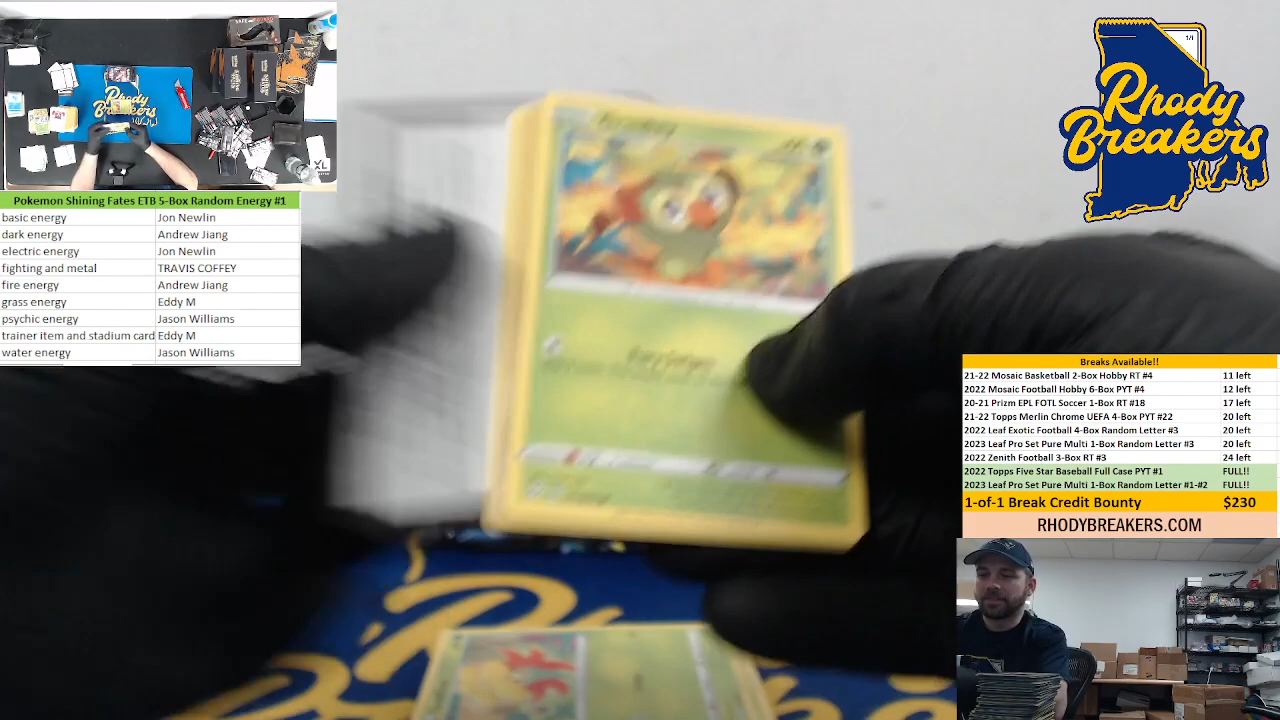 Rhody
Breakers
XL
Pokemon Shining Fates ETB 5-Box Random Energy #1
basic energy Jon Newlin
dark energy Andrew Jiang
electric energy Jon Newlin
fighting and metal TRAVIS COFFEY
fire energy Andrew Jiang
grass energy Eddy M
psychic energy Jason Williams
trainer item and stadium card Eddy M
water energy Jason Williams
1/1
Rhody
Breakers
Breaks Available!!
21-22 Mosaic Basketball 2-Box Hobby RT #4 11 left
2022 Mosaic Football Hobby 6-Box PYT #4 12 left
20-21 Prizm EPL FOTL Soccer 1-Box RT #18 17 left
21-22 Topps Merlin Chrome UEFA 4-Box PYT #22 20 left
2022 Leaf Exotic Football 4-Box Random Letter #3 20 left
2023 Leaf Pro Set Pure Multi 1-Box Random Letter #3 20 left
2022 Zenith Football 3-Box RT #3 24 left
2022 Topps Five Star Baseball Full Case PYT #1 FULL!!
2023 Leaf Pro Set Pure Multi 1-Box Random Letter #1-#2 FULL!!
1-of-1 Break Credit Bounty $230
RHODYBREAKERS.COM